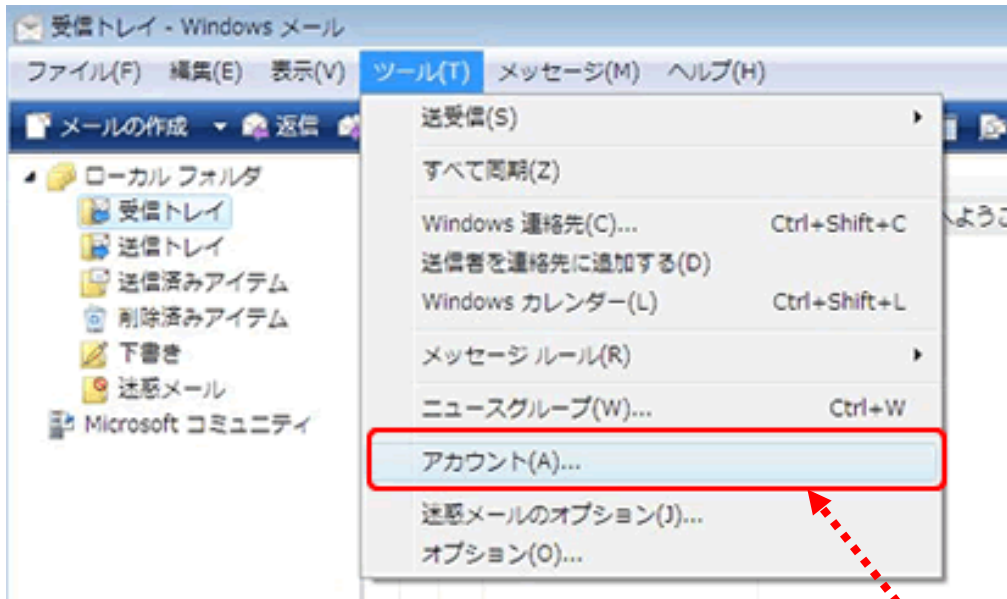 受信トレイ - Windows メール
ファイル(F) 編集(E) 表示(V) ツール(T) メッセージ(M) ヘルプ(H)
メールの作成 返信
ローカル フォルダ
受信トレイ
送信トレイ
送信済みアイテム
削除済みアイテム
下書き
迷惑メール
Microsoft コミュニティ
送受信(S)
すべて同期(Z)
Windows 連絡先(C)... Ctrl+Shift+C
送信者を連絡先に追加する(D)
Windows カレンダー(L) Ctrl+Shift+L
メッセージ ルール(R)
ニュースグループ(W)... Ctrl+W
アカウント(A)...
迷惑メールのオプション(J)...
オプション(O)...
へようこ